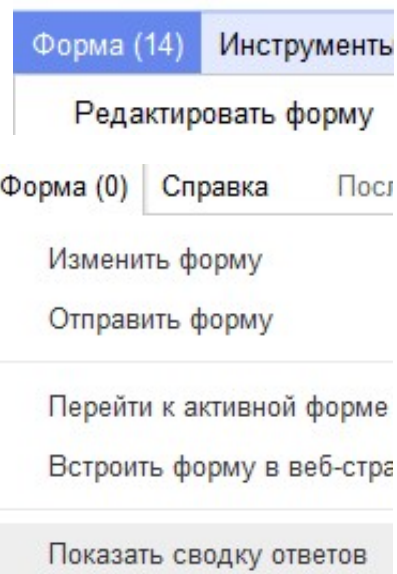 Форма (14) Инструменты
Редактировать форму
Форма (0) Справка
Изменить форму
Отправить форму
Перейти к активной форме
Встроить форму в
Показать сводку ответов